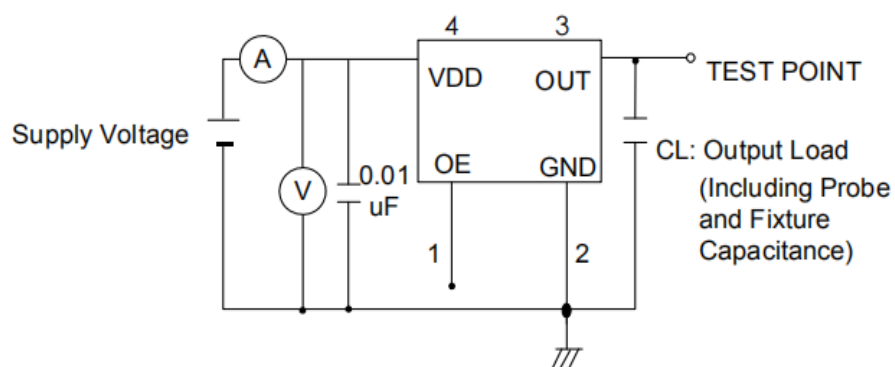 4
3
A
VDD
OUT
TEST POINT
Supply Voltage
V
0.01
uF
OE
GND
CL: Output Load
(Including Probe
and Fixture
Capacitance)
1
2